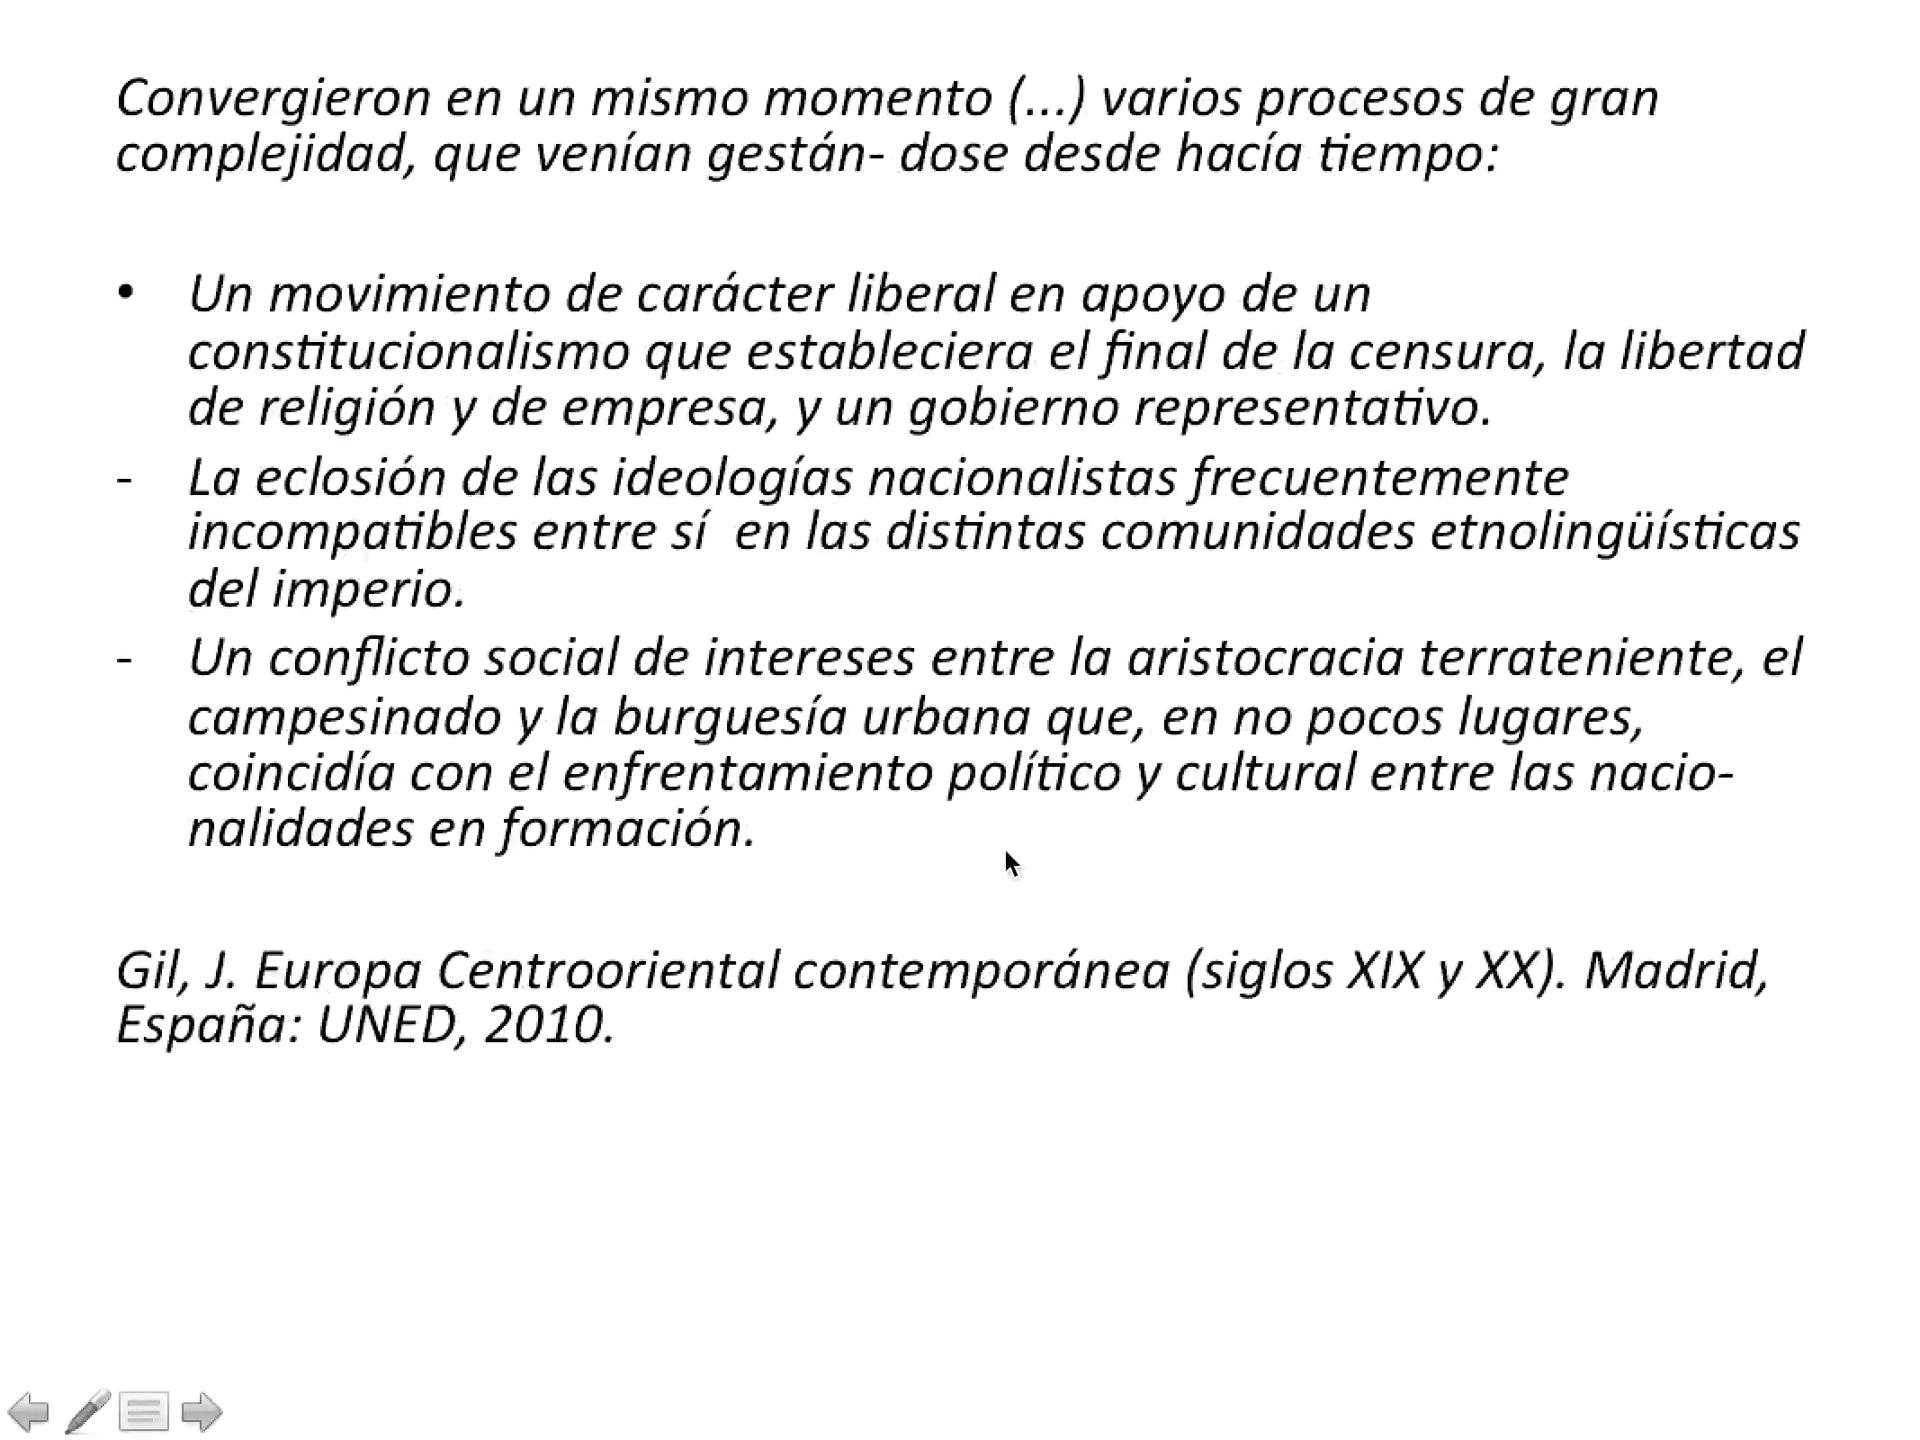 Convergieron en un mismo momento (...) varios procesos de gran
complejidad, que venían gestán- dose desde hacía tiempo:
• Un movimiento de carácter liberal en apoyo de un
constitucionalismo que estableciera el final de la censura, la libertad
de religión y de empresa, y un gobierno representativo.
- La eclosión de las ideologías nacionalistas frecuentemente
incompatibles entre sí  en las distintas comunidades etnolingüísticas
del imperio.
- Un conflicto social de intereses entre la aristocracia terrateniente, el
campesinado y la burguesía urbana que, en no pocos lugares,
coincidía con el enfrentamiento político y cultural entre las nacio-
nalidades en formación.
Gil, J. Europa Centrooriental contemporánea (siglos XIX y XX). Madrid,
España: UNED, 2010.